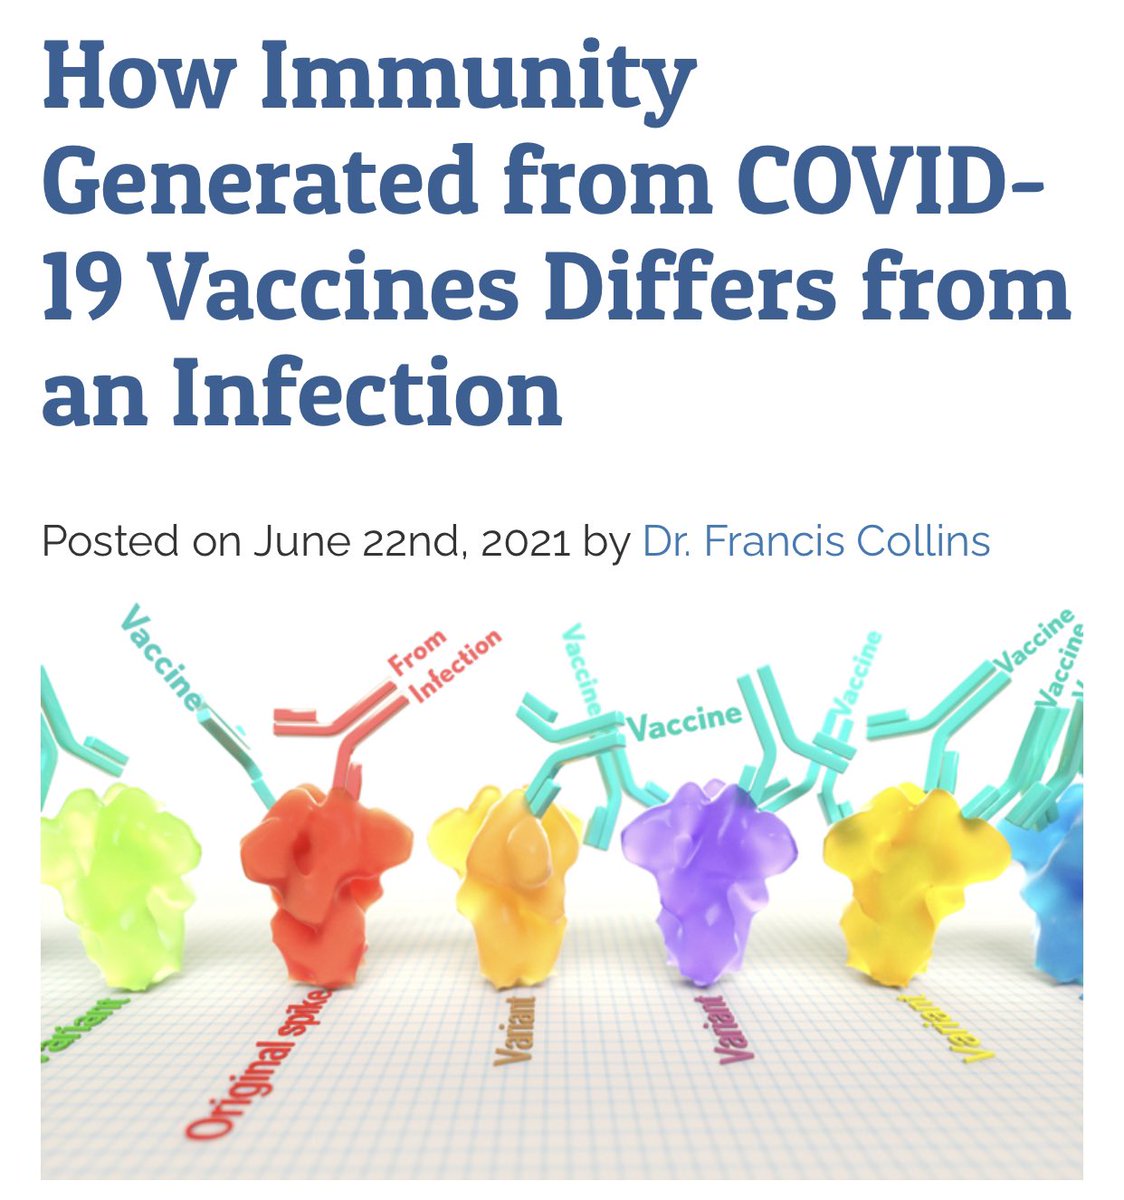 How Immunity
Generated from COVID-
19 Vaccines Differs from
an Infection
Posted on June 22nd, 2021 by Dr. Francis Collins
Vaccine
From
Infection
Vaccine
Vaccine
Vaccine
Vaccine
Vaccine
Variant
Original spike
Variant
Variant
Variant